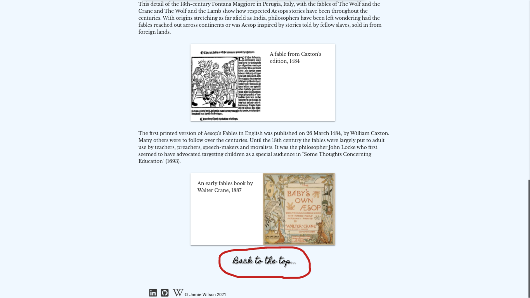 This detail of the 13th-century Fontana Maggiore in Perugia, Italy, with the fables of The Wolf and the
Crane and The Wolf and the Lamb show how respected Aesop's stories have been throughout the
centuries. With origins stretching as far afield as India, philosophers have been left wondering had the
fables reached out across continents or was Aesop inspired by stories told by fellow slaves, sold in from
foreign lands.
A fable from Caxton's
edition, 1484
The first printed version of Aesop's Fables in English was published on 26 March 1484, by William Caxton.
Many others were to follow over the centuries. Until the 18th century the fables were largely put to adult
use by teachers, preachers, speech-makers and moralists. It was the philosopher John Locke who first
seemed to have advocated targeting children as a special audience in 'Some Thoughts Concerning
Education' (1693).
An early fables book by
Walter Crane, 1887
BABY'S
OWN
ÆSOP
Back to the top...
© Jamie Wilson 2021